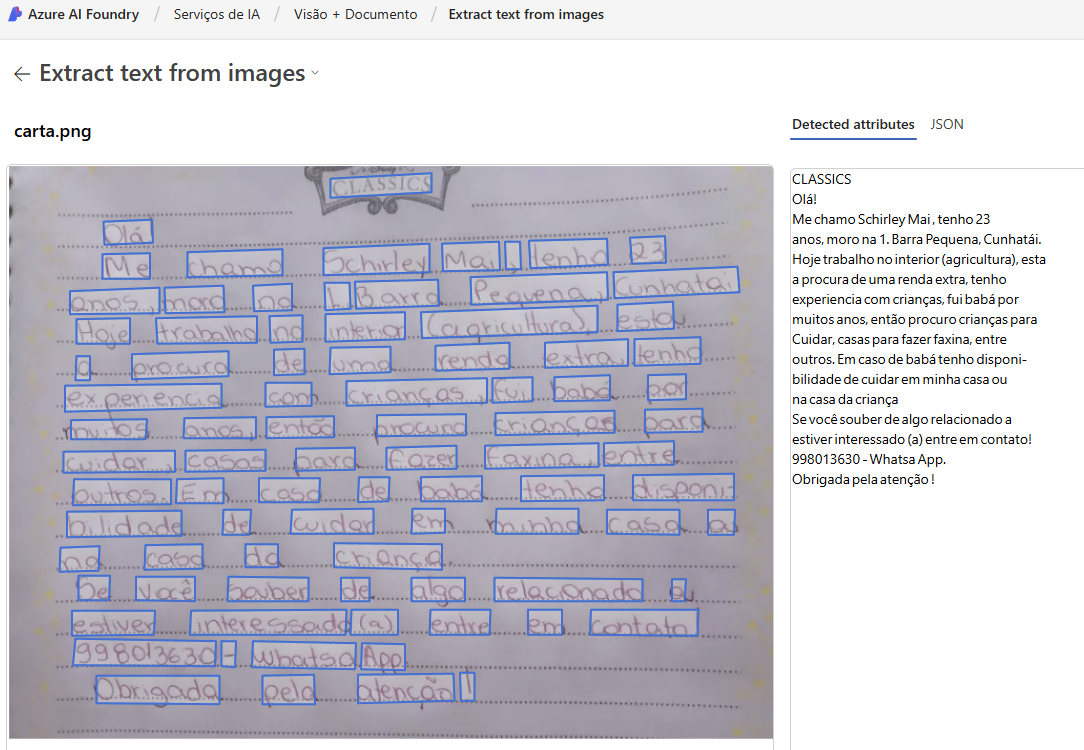 Azure AI Foundry / Serviços de IA / Visão + Documento / Extract text from images
← Extract text from images
carta.png
CLASSICS
Olá
Me chamo Schirley Mai, tenho 23
anos, moro na L. Barra Pequena, Cunhatai
Hoje trabalho no interior (agricultura), estou
a procura de uma renda extra, tenho
experiencia com crianças, fui babá por
muitos anos, então procuro crianças para
cuidar, casas para fazer faxina, entre
outros. Em caso de babá tenho disponi-
bilidade de cuidar em minha casa ou
na casa da criança.
Se você souber de algo relacionado ou
estiver interessado (a) entre em contato
998013630 - Whatsa App.
Obrigada pela atenção!
Detected attributes JSON
CLASSICS
Olá!
Me chamo Schirley Mai , tenho 23
anos, moro na 1. Barra Pequena, Cunhatái.
Hoje trabalho no interior (agricultura), esta
a procura de uma renda extra, tenho
experiencia com crianças, fui babá por
muitos anos, então procuro crianças para
Cuidar, casas para fazer faxina, entre
outros. Em caso de babá tenho disponi-
bilidade de cuidar em minha casa ou
na casa da criança
Se você souber de algo relacionado a
estiver interessado (a) entre em contato!
998013630 - Whatsa App.
Obrigada pela atenção !